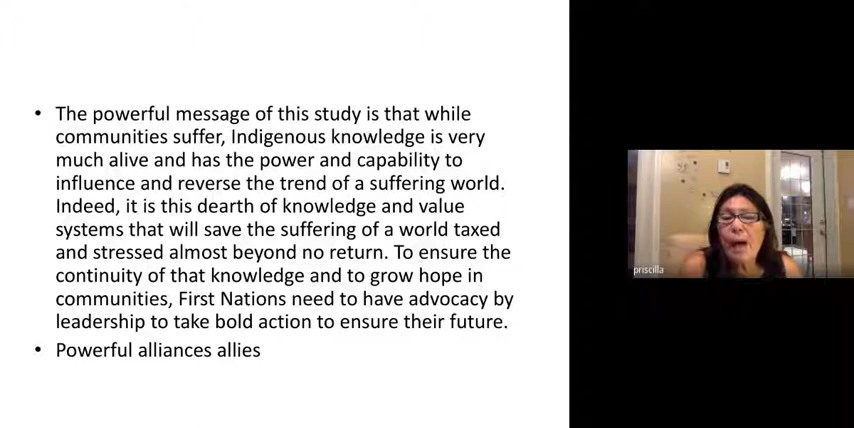 • The powerful message of this study is that while
communities suffer, Indigenous knowledge is very
much alive and has the power and capability to
influence and reverse the trend of a suffering world.
Indeed, it is this dearth of knowledge and value
systems that will save the suffering of a world taxed
and stressed almost beyond no return. To ensure the
continuity of that knowledge and to grow hope in
communities, First Nations need to have advocacy by
leadership to take bold action to ensure their future.
• Powerful alliances allies
priscilla